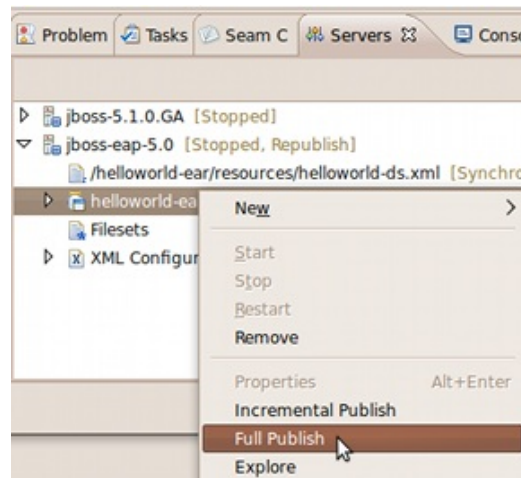 Problem Tasks Seam C Servers Conso
jboss-5.1.0.GA [Stopped]
jboss-eap-5.0 [Stopped, Republish]
/helloworld-ear/resources/helloworld-ds.xml [Synchro
helloworld-ea
Filesets
XML Configur
New
Start
Stop
Restart
Remove
Properties Alt+Enter
Incremental Publish
Full Publish
Explore